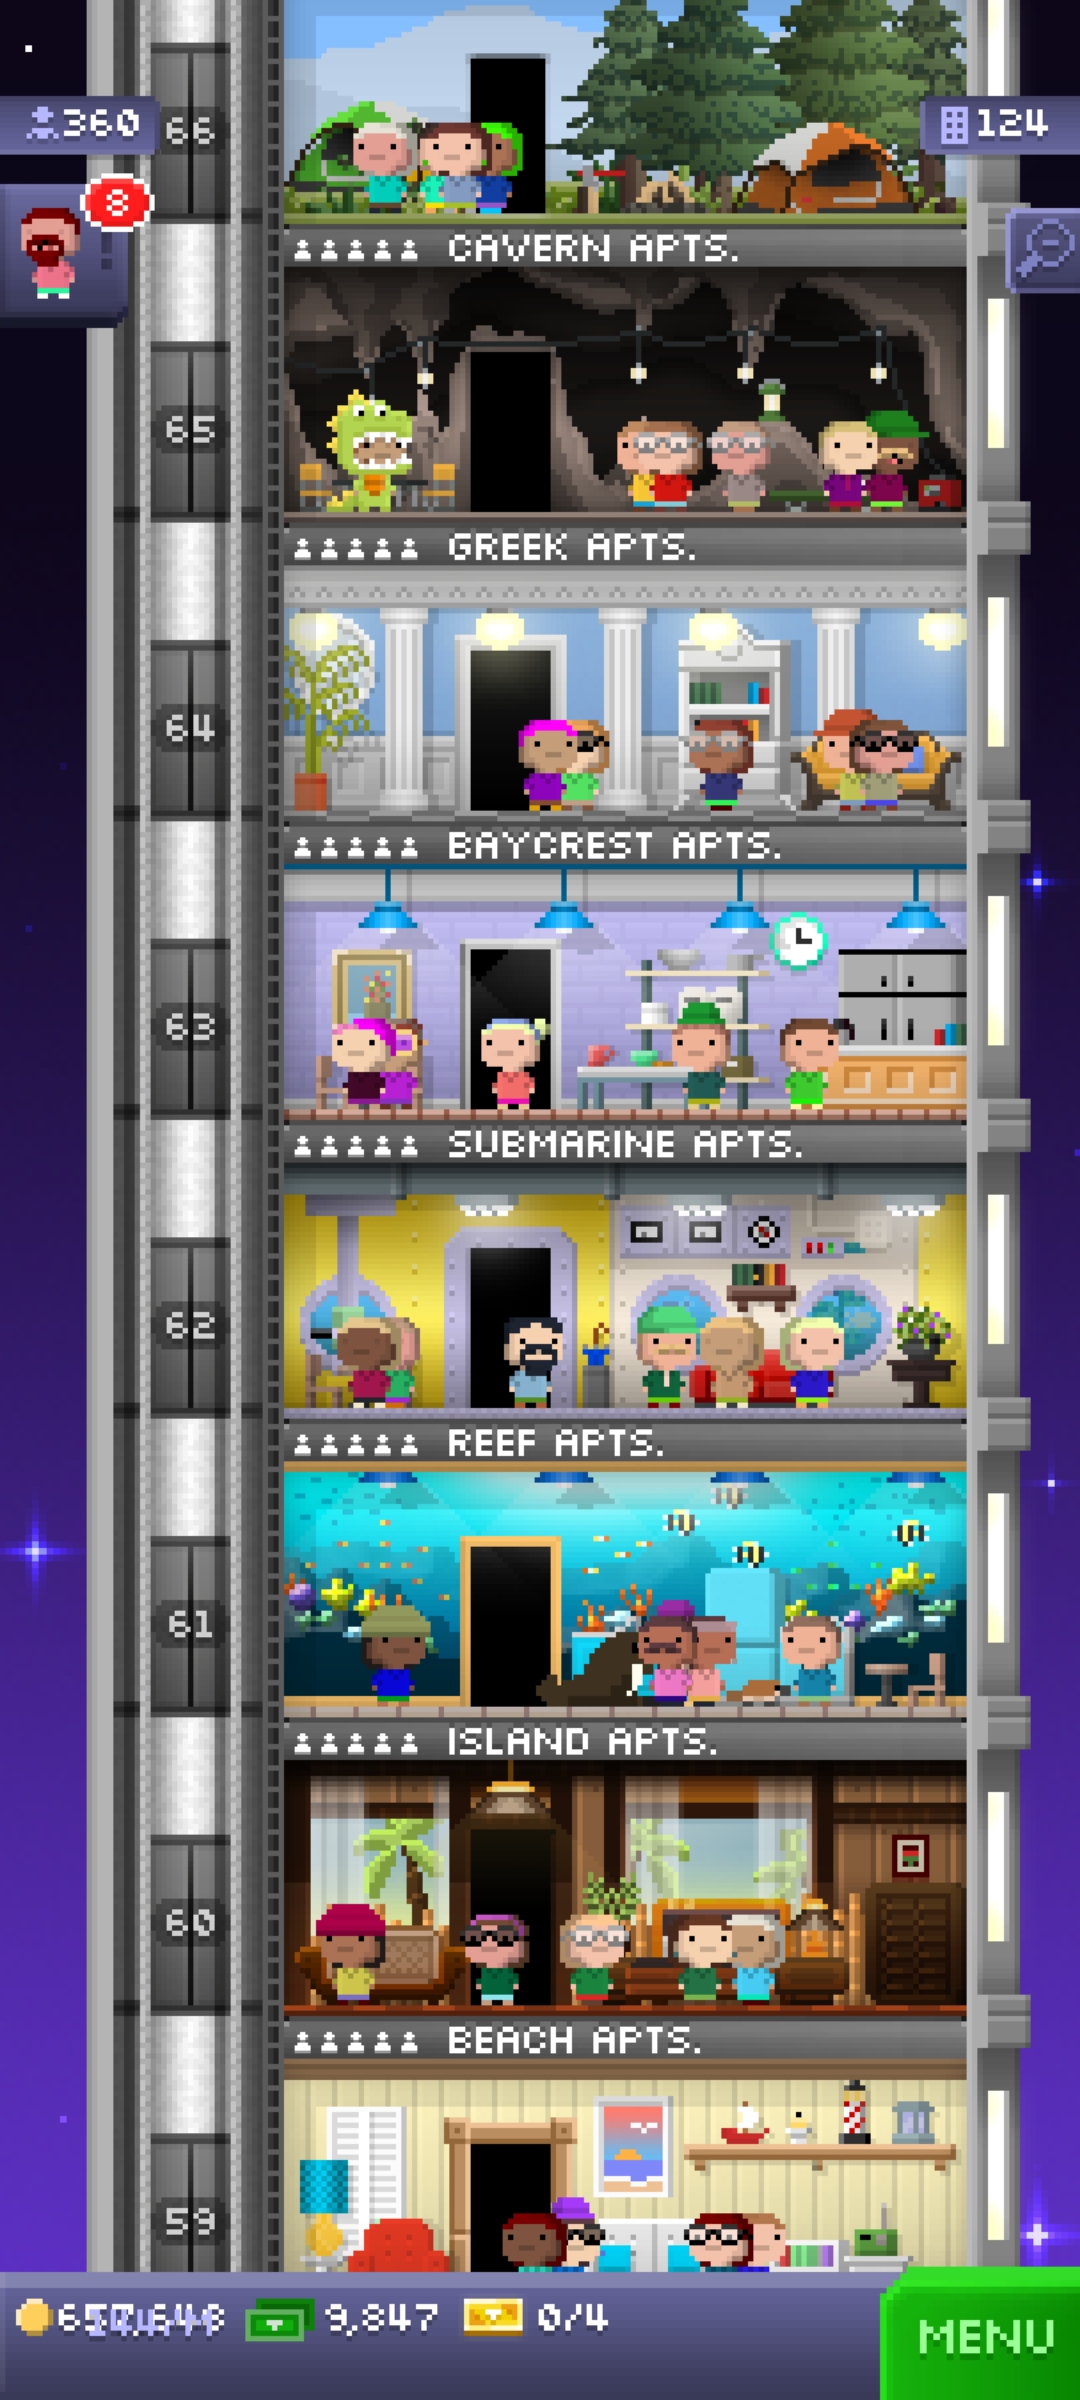 360
66
124
8
CAVERN APTS.
65
GREEK APTS.
64
BAYCREST APTS.
63
SUBMARINE APTS.
62
REEF APTS.
61
ISLAND APTS.
60
BEACH APTS.
59
9,847
0/4
MENU